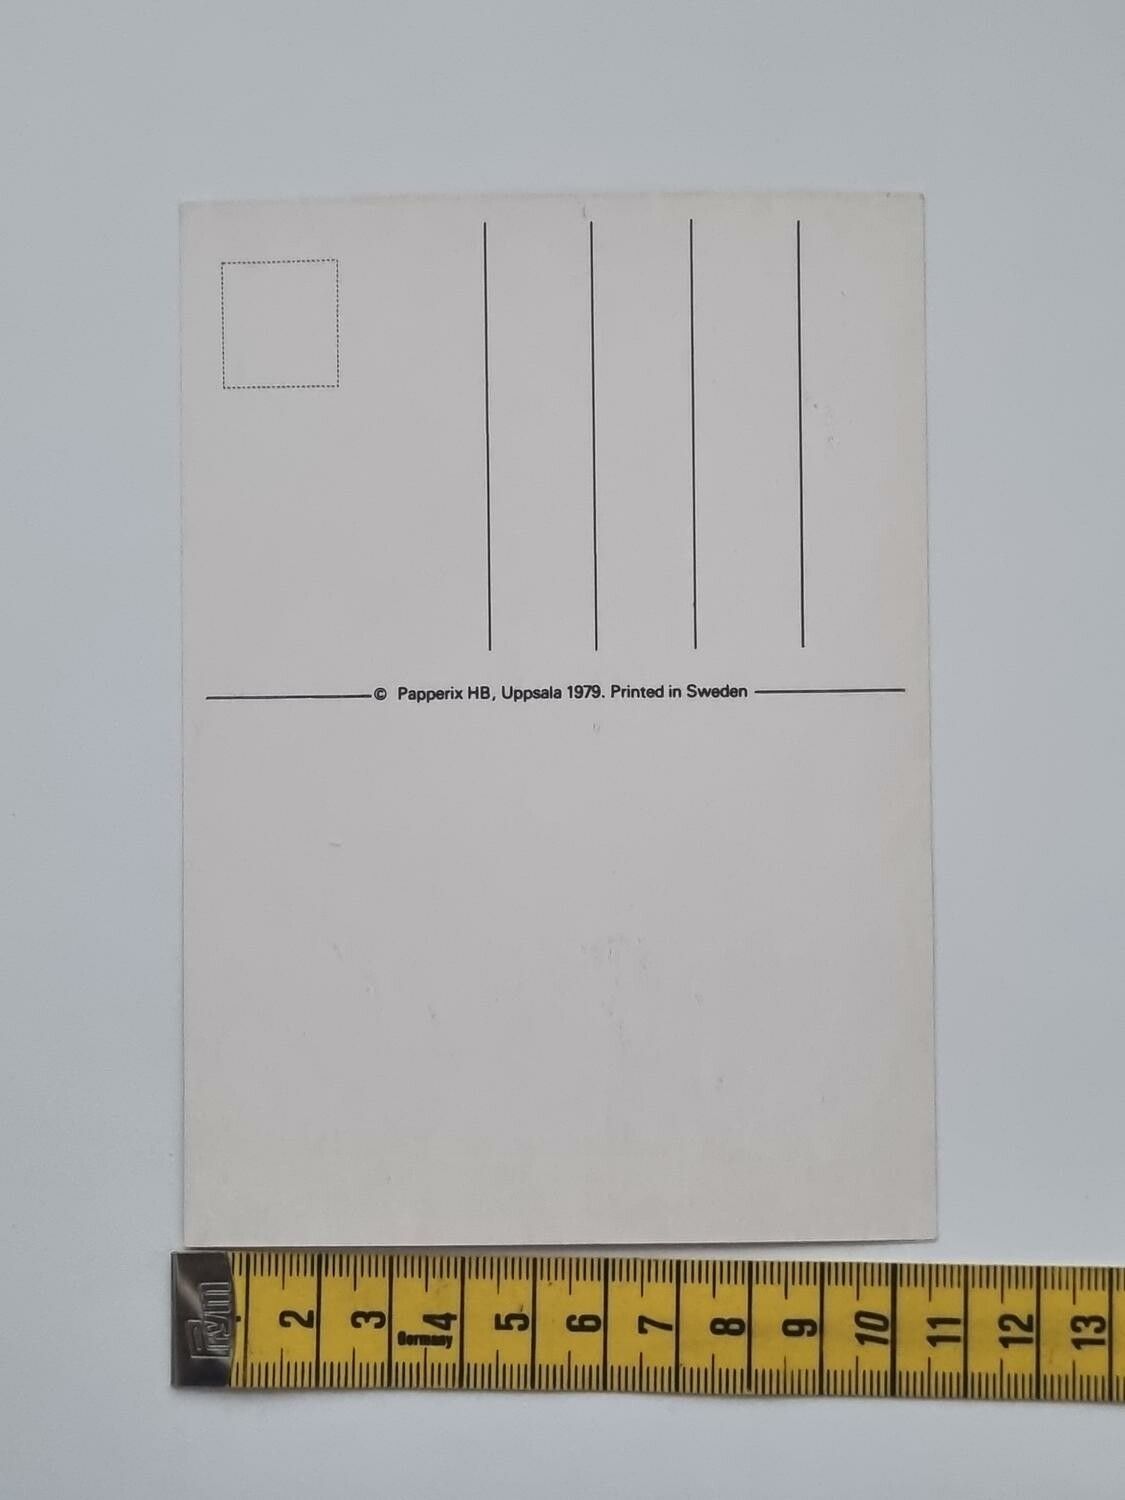 © Papperix HB, Uppsala 1979. Printed in Sweden
Prym
2 3 4 5 6 7 8 9 10 11 12 13
Germany